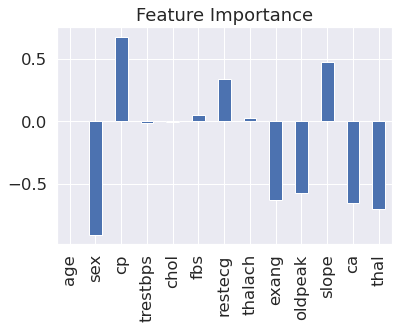 Feature Importance
0.5
0.0
−0.5
age
sex
cp
trestbps
chol
fbs
restecg
thalach
exang
oldpeak
slope
ca
thal